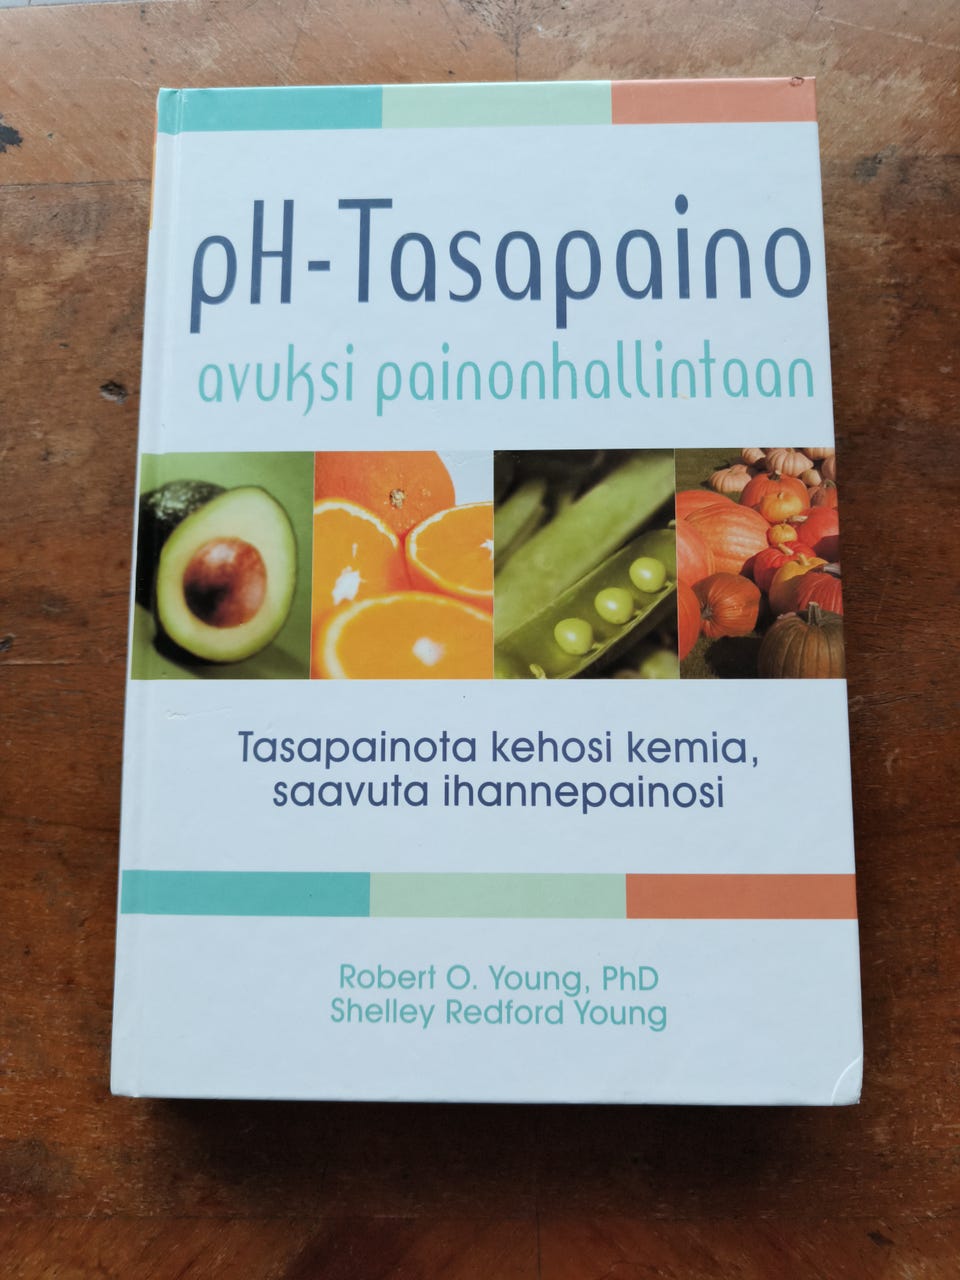 pH-Tasapaino
avuksi painonhallintaan
Tasapainota kehosi kemia,
saavuta ihannepainosi
Robert O. Young, PhD
Shelley Redford Young